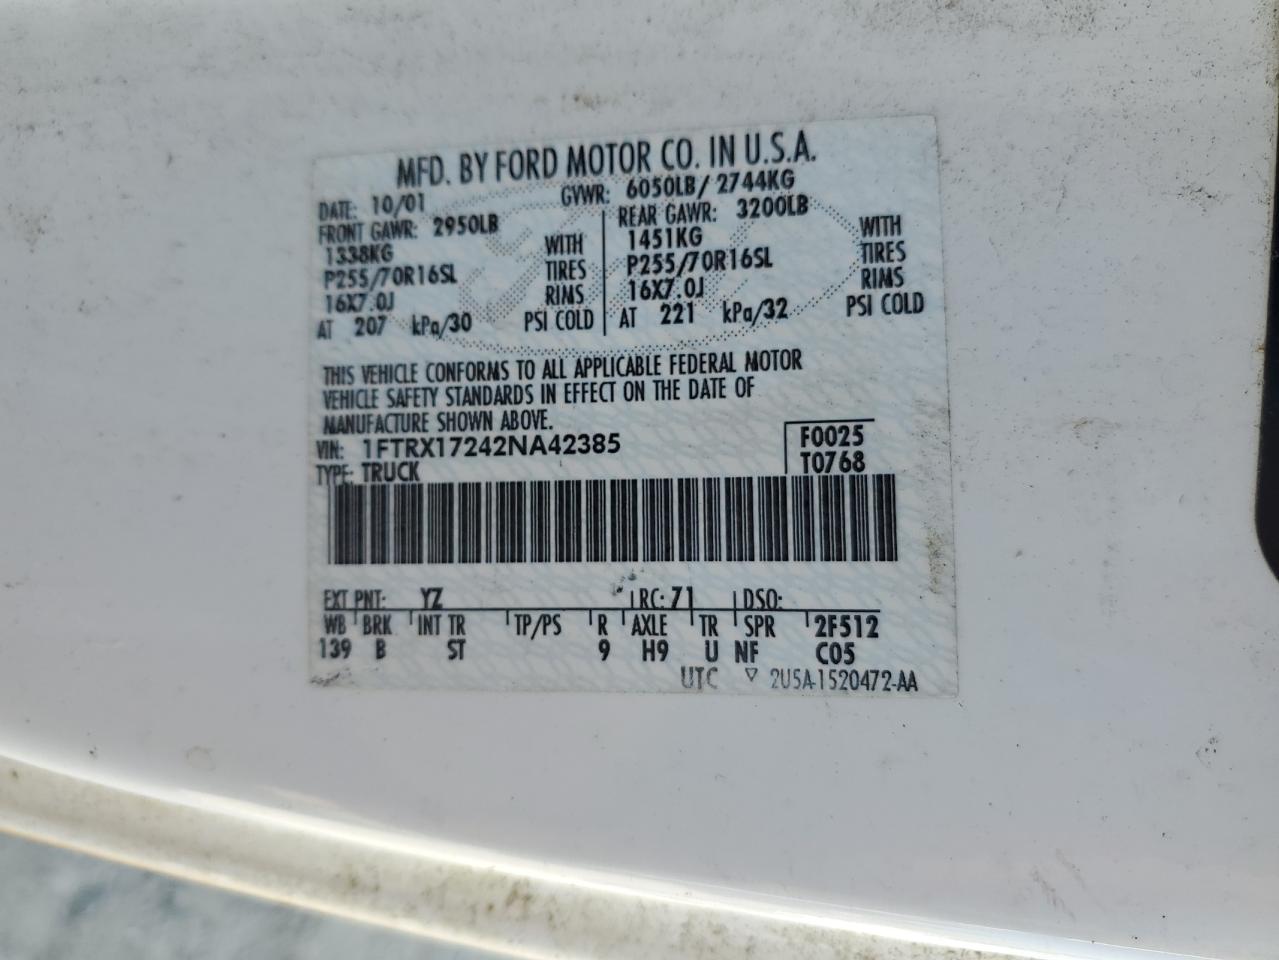 MFD. BY FORD MOTOR CO. IN U.S.A.
DATE: 10/01 GVWR: 6050LB/ 2744KG
FRONT GAWR: 2950LB REAR GAWR: 3200LB
1338KG WITH 1451KG WITH
P255/70R16SL TIRES P255/70R16SL TIRES
16X7.0J RIMS 16X7.0J RIMS
AT 207 kPa/30 PSI COLD AT 221 kPa/32 PSI COLD
THIS VEHICLE CONFORMS TO ALL APPLICABLE FEDERAL MOTOR
VEHICLE SAFETY STANDARDS IN EFFECT ON THE DATE OF
MANUFACTURE SHOWN ABOVE.
VIN: 1FTRX17242NA42385 F0025
TYPE: TRUCK T0768
EXT PNT: YZ RC: 71 DSO:
WB BRK INT TR TP/PS R AXLE TR SPR 2F512
139 B ST 9 H9 U NF C05
UTC ▽ 2U5A-1520472-AA